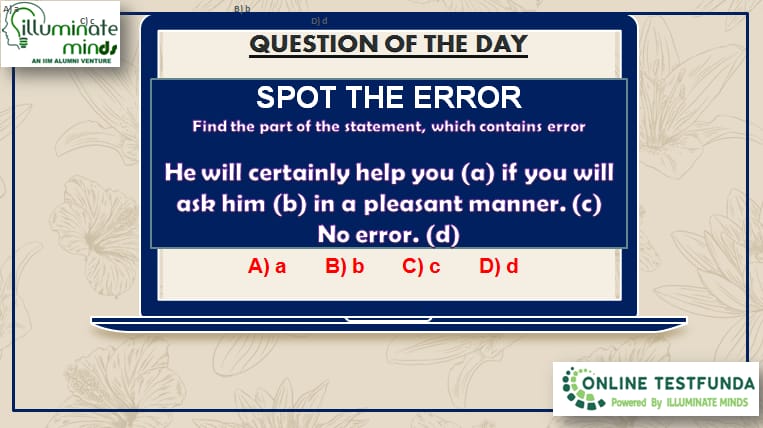 A) a
B) b
C) c
D) d
illuminate
minds
AN IIM ALUMNI VENTURE
QUESTION OF THE DAY
SPOT THE ERROR
Find the part of the statement, which contains error
He will certainly help you (a) if you will
ask him (b) in a pleasant manner. (c)
No error. (d)
A) a B) b C) c D) d
ONLINE TESTFUNDA
Powered By ILLUMINATE MINDS